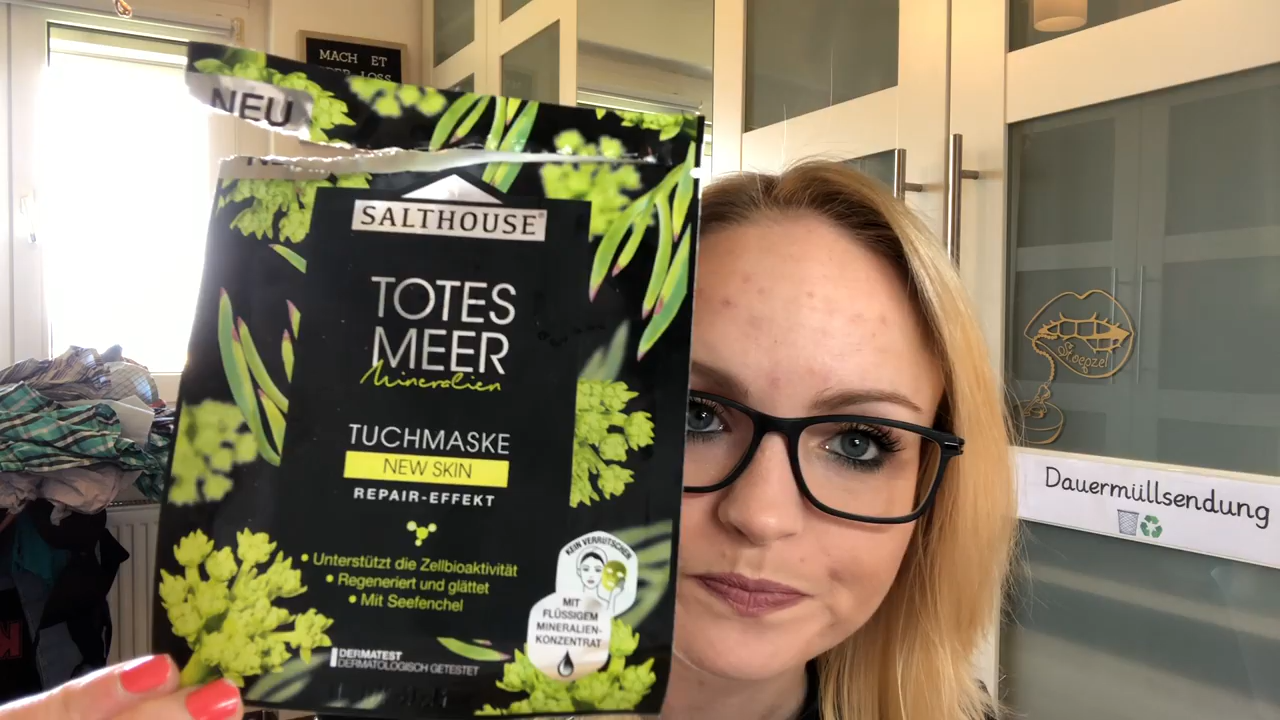 MACH ET
NEU
SALTHOUSE®
TOTES
MEER
Mineralien
TUCHMASKE
NEW SKIN
REPAIR-EFFEKT
• Unterstützt die Zellbioaktivität
• Regeneriert und glättet
• Mit Seefenchel
KEIN VERRUTSCHEN
MIT
FLÜSSIGEM
MINERALIEN-
KONZENTRAT
DERMATEST
DERMATOLOGISCH GETESTET
Stoepzel
Dauermüllsendung